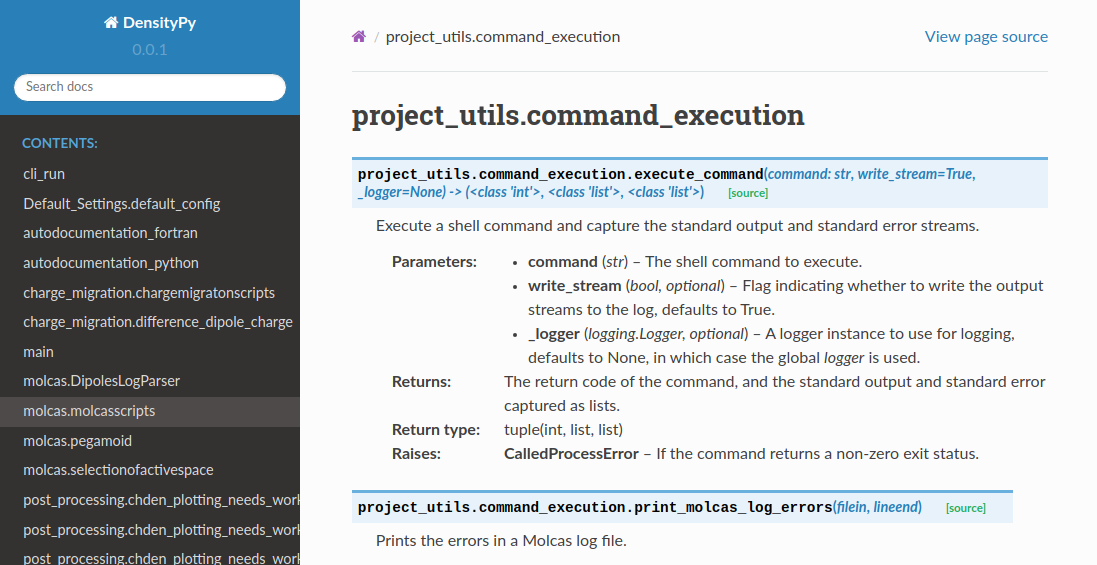 DensityPy
0.0.1
Search docs
CONTENTS:
cli_run
Default_Settings.default_config
autodocumentation_fortran
autodocumentation_python
charge_migration.chargemigratonscripts
charge_migration.difference_dipole_charge
main
molcas.DipolesLogParser
molcas.molcasscripts
molcas.pegamoid
molcas.selectionofactivespace
post_processing.chden_plotting_needs_work
post_processing.chden_plotting_needs_work
post_processing.chden_plotting_needs_work
/ project_utils.command_execution
View page source
project_utils.command_execution
project_utils.command_execution.execute_command(command: str, write_stream=True,
_logger=None) -> (<class 'int'>, <class 'list'>, <class 'list'>) [source]
Execute a shell command and capture the standard output and standard error streams.
Parameters:
• command (str) – The shell command to execute.
• write_stream (bool, optional) – Flag indicating whether to write the output
streams to the log, defaults to True.
• _logger (logging.Logger, optional) – A logger instance to use for logging,
defaults to None, in which case the global logger is used.
Returns: The return code of the command, and the standard output and standard error
captured as lists.
Return type: tuple(int, list, list)
Raises: CalledProcessError – If the command returns a non-zero exit status.
project_utils.command_execution.print_molcas_log_errors(filein, lineend) [source]
Prints the errors in a Molcas log file.